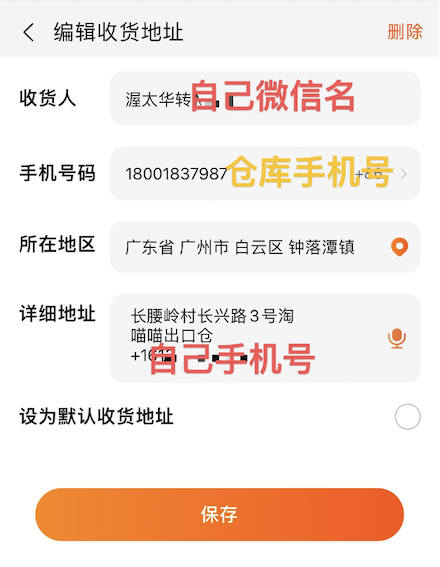 编辑收货地址
删除
收货人
渥太华转
自己微信名
手机号码
18001837987
仓库手机号
+86
所在地区
广东省 广州市 白云区 钟落潭镇
详细地址
长腰岭村长兴路3号淘
喵喵出口仓
+161
自己手机号
设为默认收货地址
保存